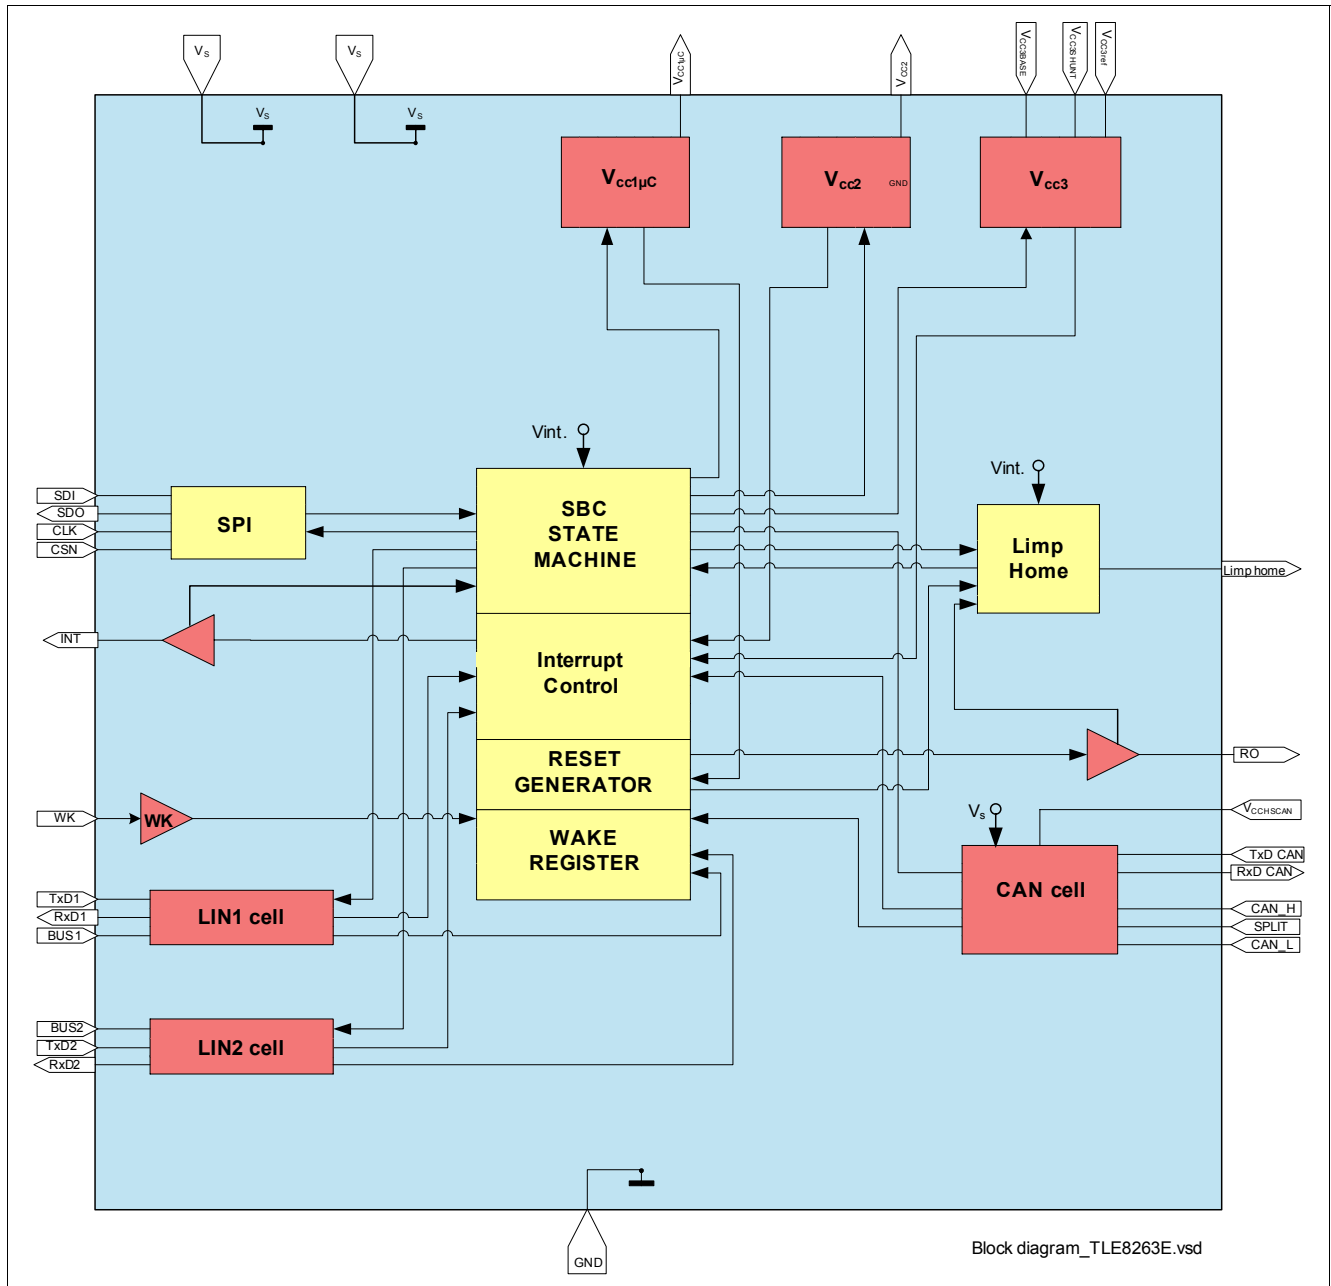 Vs
Vs
VCC1µC
VCC2
VCC3BASE
VCC3SHUNT
VCC3ref
Vs
Vs
Vcc1µC
Vcc2
GND
Vcc3
Vint.
Vint.
SDI
SDO
CLK
CSN
SPI
SBC
STATE
MACHINE
Limp
Home
Limp home
INT
Interrupt
Control
RESET
GENERATOR
RO
WK
WK
WAKE
REGISTER
Vs
VCCHSCAN
TxD CAN
RxD CAN
CAN cell
CAN_H
SPLIT
CAN_L
TxD1
RxD1
BUS1
LIN1 cell
BUS2
TxD2
RxD2
LIN2 cell
GND
Block diagram_TLE8263E.vsd